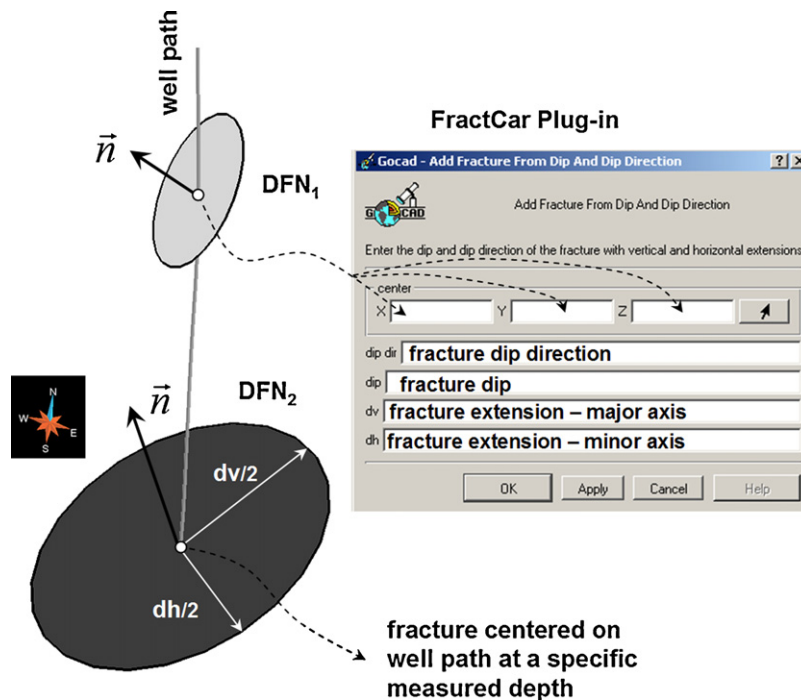 well path
n
DFN1
FractCar Plug-in
Gocad - Add Fracture From Dip And Dip Direction
GOCAD
Add Fracture From Dip And Dip Direction
Enter the dip and dip direction of the fracture with vertical and horizontal extensions
center
X
Y
Z
dip dir fracture dip direction
dip fracture dip
dv fracture extension – major axis
dh fracture extension – minor axis
OK
Apply
Cancel
Help
N
W
E
S
n
DFN2
dv/2
dh/2
fracture centered on
well path at a specific
measured depth